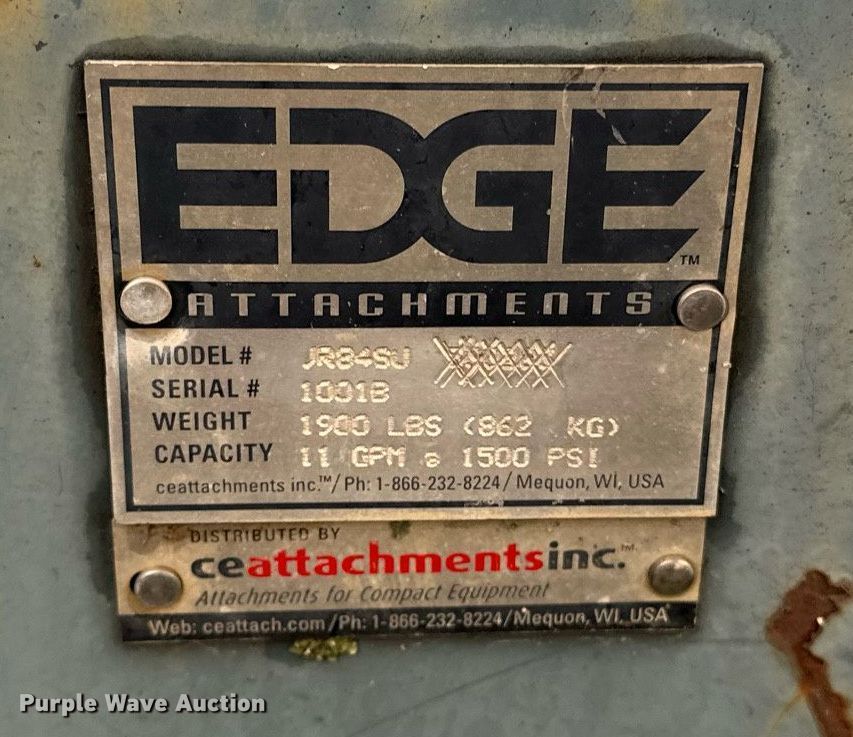 EDGE
TM
ATTACHMENTS
MODEL # JR84SU
SERIAL # 1001B
WEIGHT 1900 LBS (862 KG)
CAPACITY 11 GPM @ 1500 PSI
ceattachments inc.™/Ph: 1-866-232-8224/Mequon, WI, USA
DISTRIBUTED BY
ceattachmentsinc.™
Attachments for Compact Equipment
Web: ceattach.com/Ph: 1-866-232-8224/Mequon, WI, USA
Purple Wave Auction